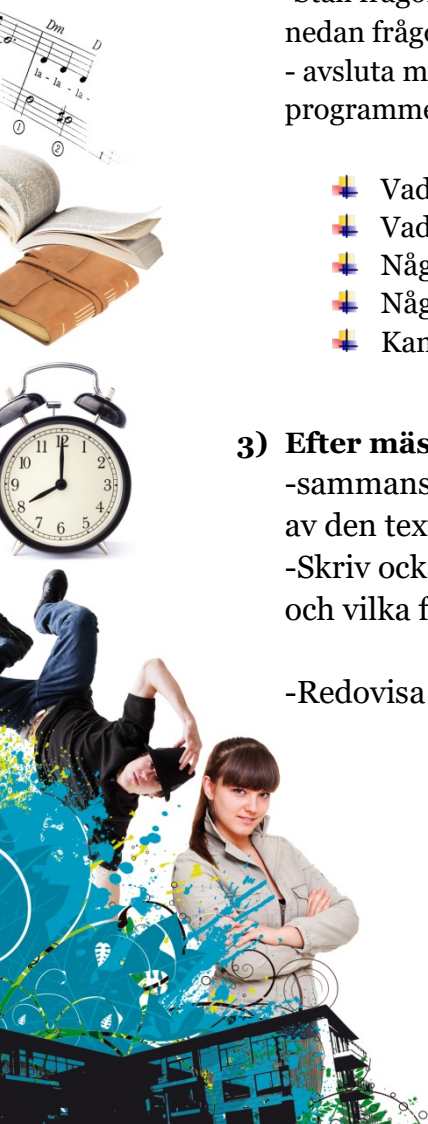 Dm D
la - la - la-
1 2
nedan fråg
- avsluta m
programme
Vad
Vad
Någ
Någ
Kan
11 12 1
10 2
9 3
8 4
7 6 5
3) Efter mäs
-sammans
av den tex
-Skriv ock
och vilka f
-Redovisa